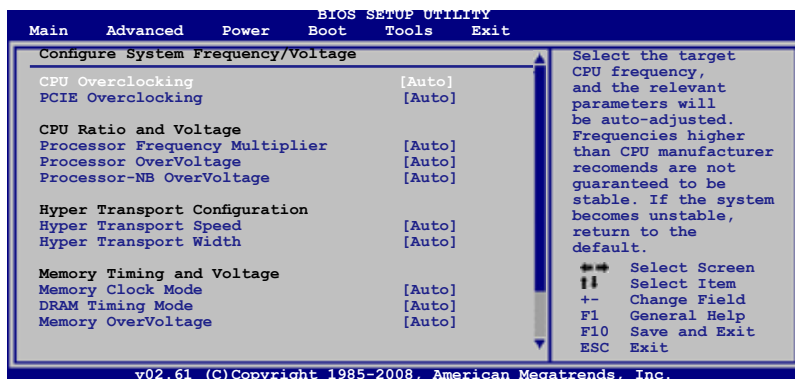 BIOS SETUP UTILITY
Main Advanced Power Boot Tools Exit
Configure System Frequency/Voltage
CPU Overclocking [Auto]
PCIE Overclocking [Auto]
CPU Ratio and Voltage
Processor Frequency Multiplier [Auto]
Processor OverVoltage [Auto]
Processor-NB OverVoltage [Auto]
Hyper Transport Configuration
Hyper Transport Speed [Auto]
Hyper Transport Width [Auto]
Memory Timing and Voltage
Memory Clock Mode [Auto]
DRAM Timing Mode [Auto]
Memory OverVoltage [Auto]
Select the target
CPU frequency,
and the relevant
parameters will
be auto-adjusted.
Frequencies higher
than CPU manufacturer
recomends are not
guaranteed to be
stable. If the system
becomes unstable,
return to the
default.
←→ Select Screen
↑↓ Select Item
+- Change Field
F1 General Help
F10 Save and Exit
ESC Exit
v02.61 (C)Copyright 1985-2008, American Megatrends, Inc.